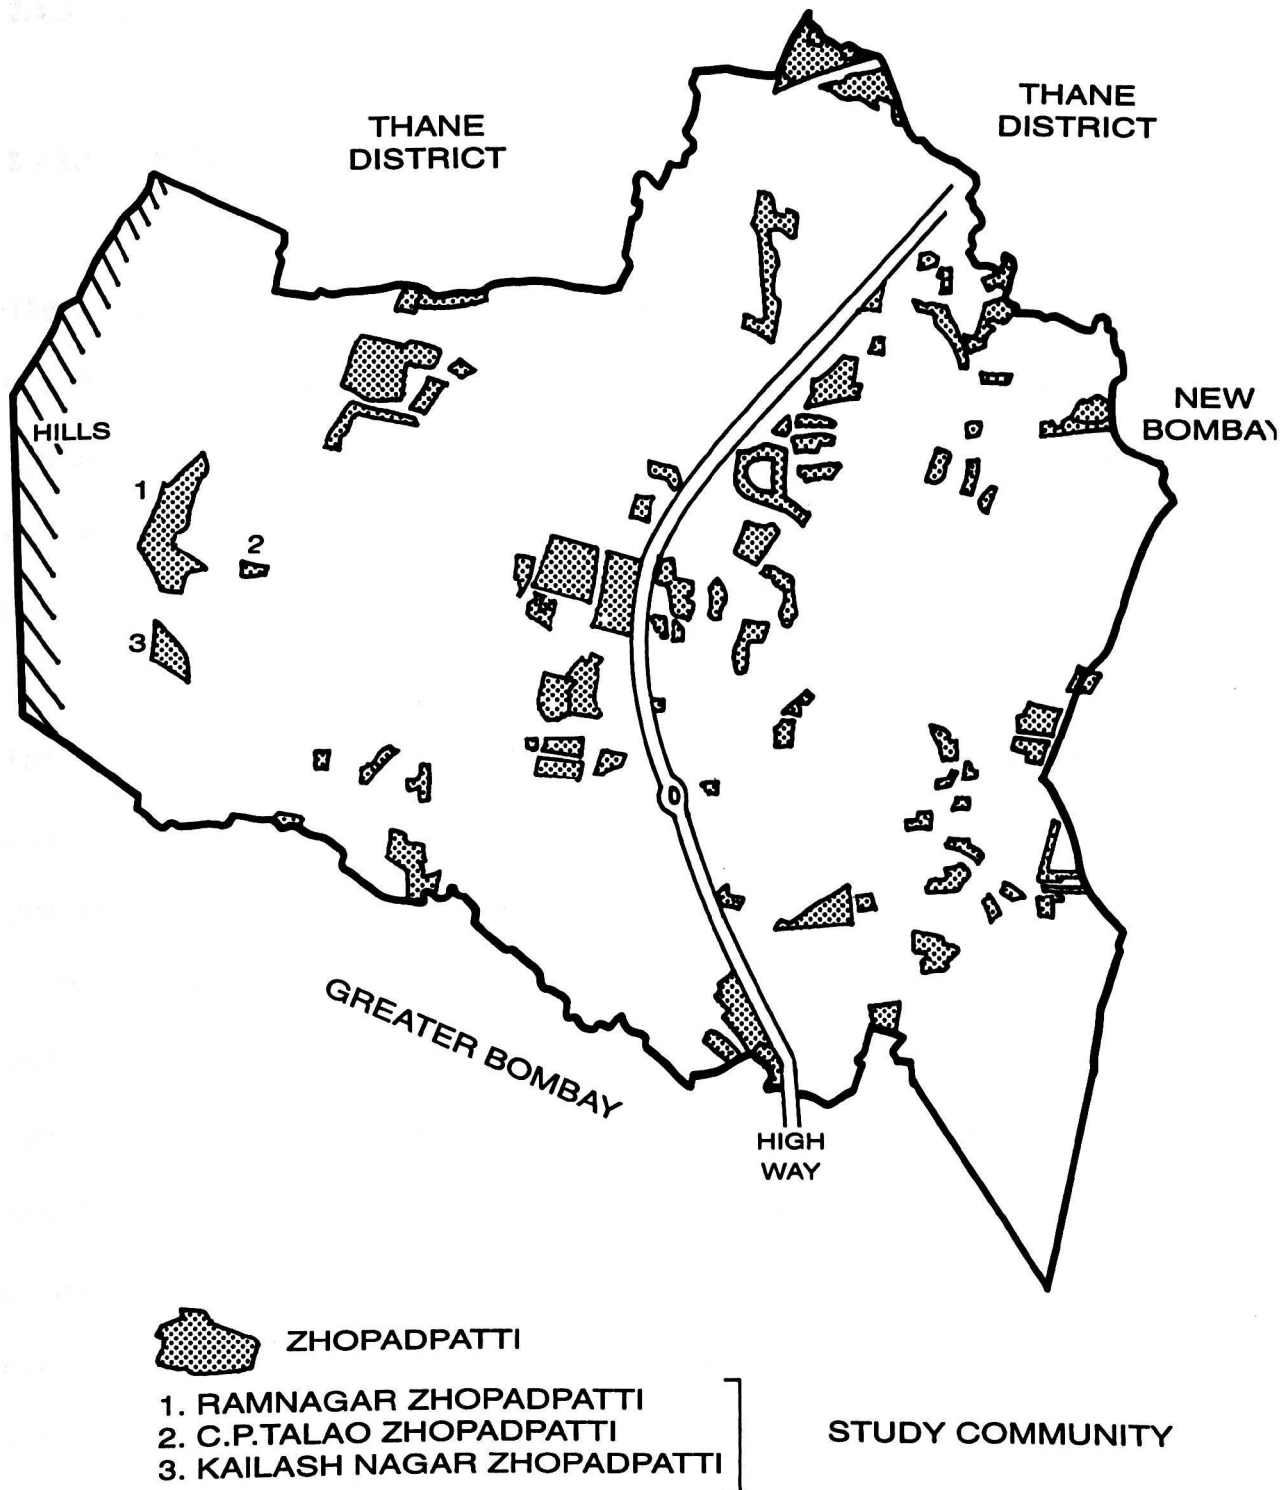 THANE
DISTRICT
THANE
DISTRICT
NEW
BOMBAY
HILLS
1
2
3
GREATER BOMBAY
HIGH
WAY
ZHOPADPATTI
1. RAMNAGAR ZHOPADPATTI
2. C.P.TALAO ZHOPADPATTI
3. KAILASH NAGAR ZHOPADPATTI
STUDY COMMUNITY